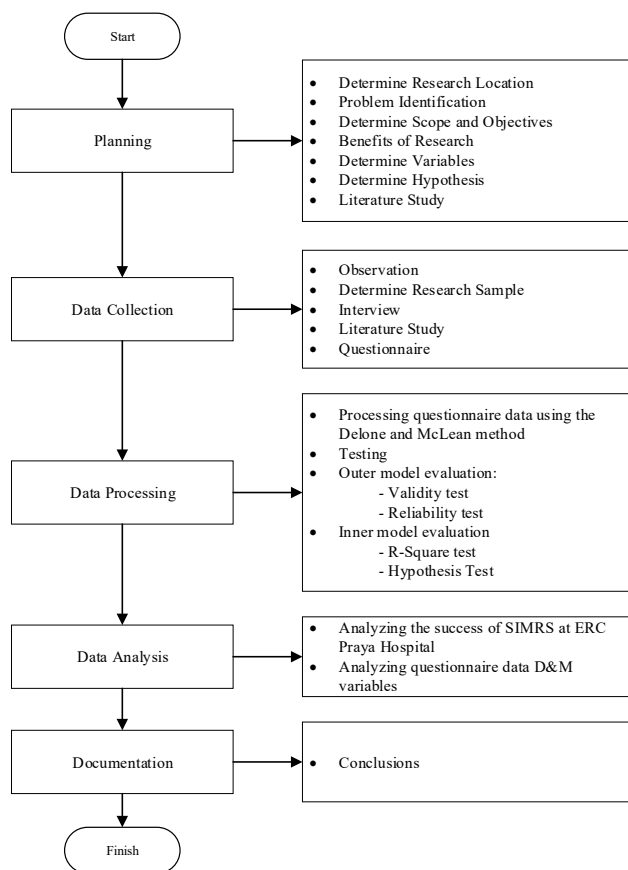 Start
Planning
• Determine Research Location
• Problem Identification
• Determine Scope and Objectives
• Benefits of Research
• Determine Variables
• Determine Hypothesis
• Literature Study
Data Collection
• Observation
• Determine Research Sample
• Interview
• Literature Study
• Questionnaire
Data Processing
• Processing questionnaire data using the
Delone and McLean method
• Testing
• Outer model evaluation:
- Validity test
- Reliability test
• Inner model evaluation
- R-Square test
- Hypothesis Test
Data Analysis
• Analyzing the success of SIMRS at ERC
Praya Hospital
• Analyzing questionnaire data D&M
variables
Documentation
• Conclusions
Finish